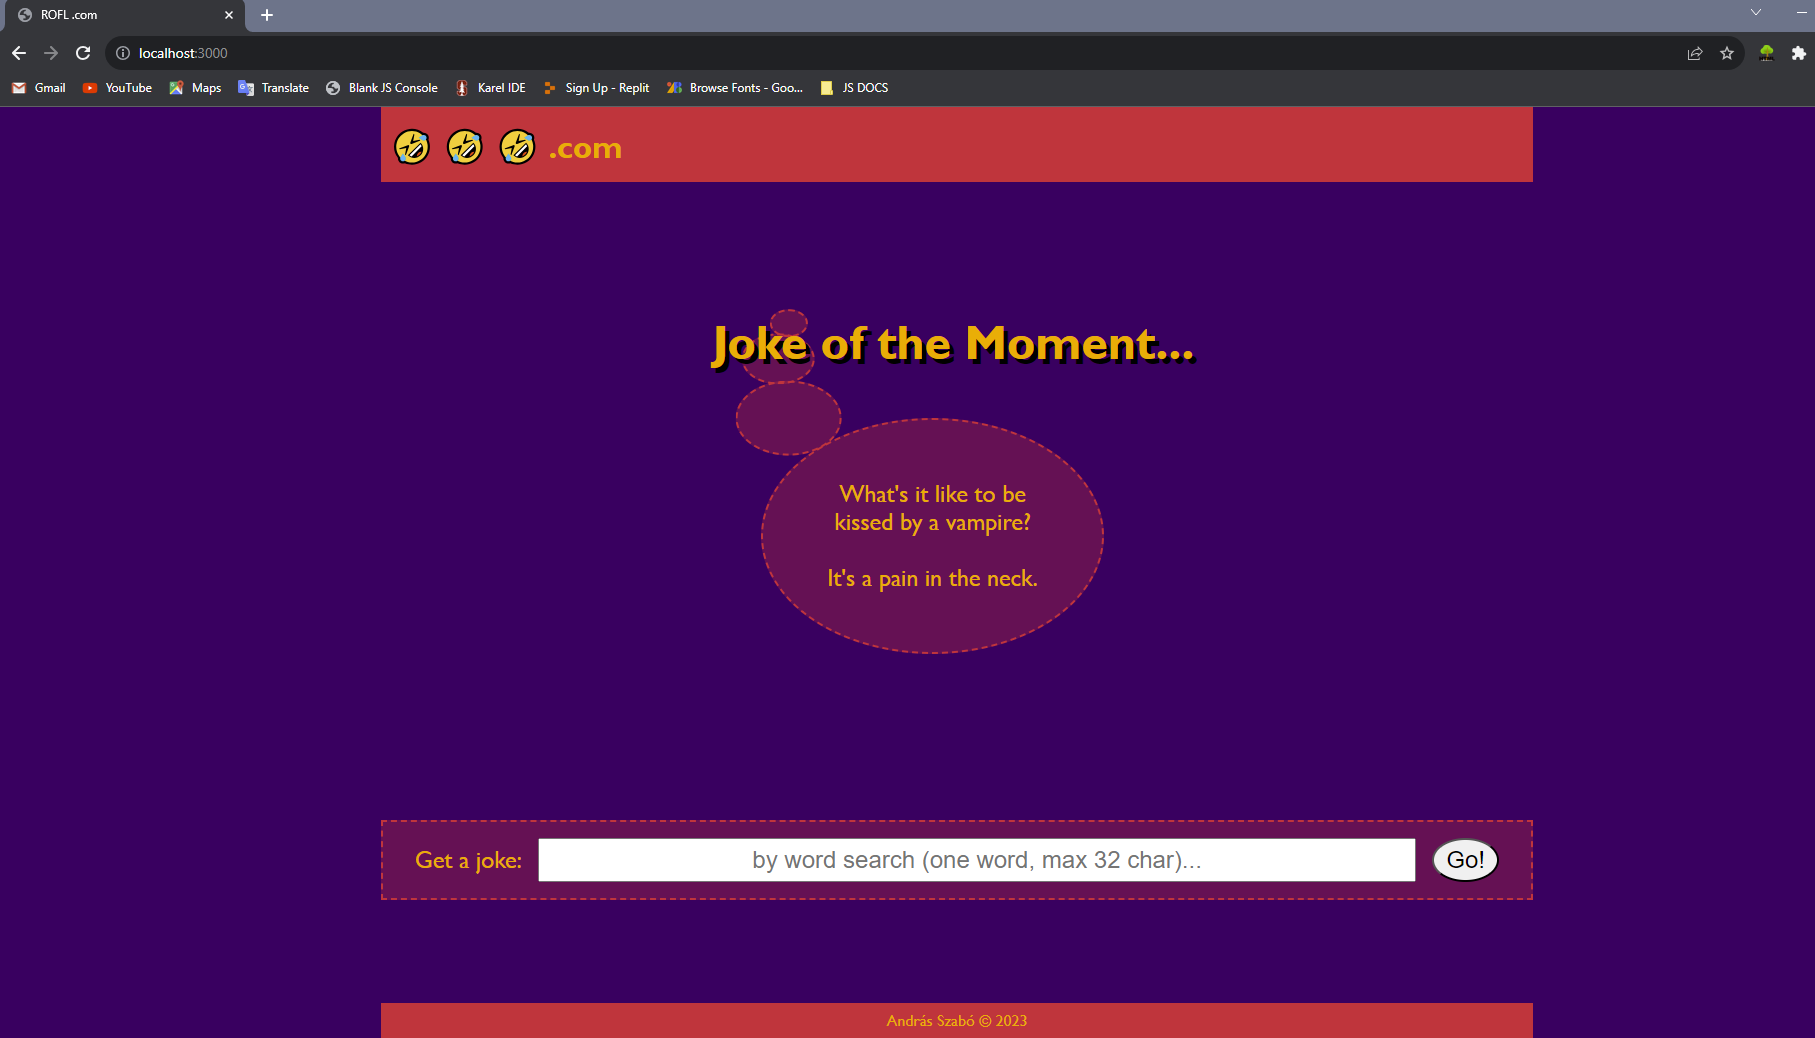 ROFL .com
localhost:3000
Gmail YouTube Maps Translate Blank JS Console Karel IDE Sign Up - Replit Browse Fonts - Goo... JS DOCS
🤣 🤣 🤣 .com
Joke of the Moment...
What's it like to be
kissed by a vampire?
It's a pain in the neck.
Get a joke: by word search (one word, max 32 char)... Go!
András Szabó © 2023